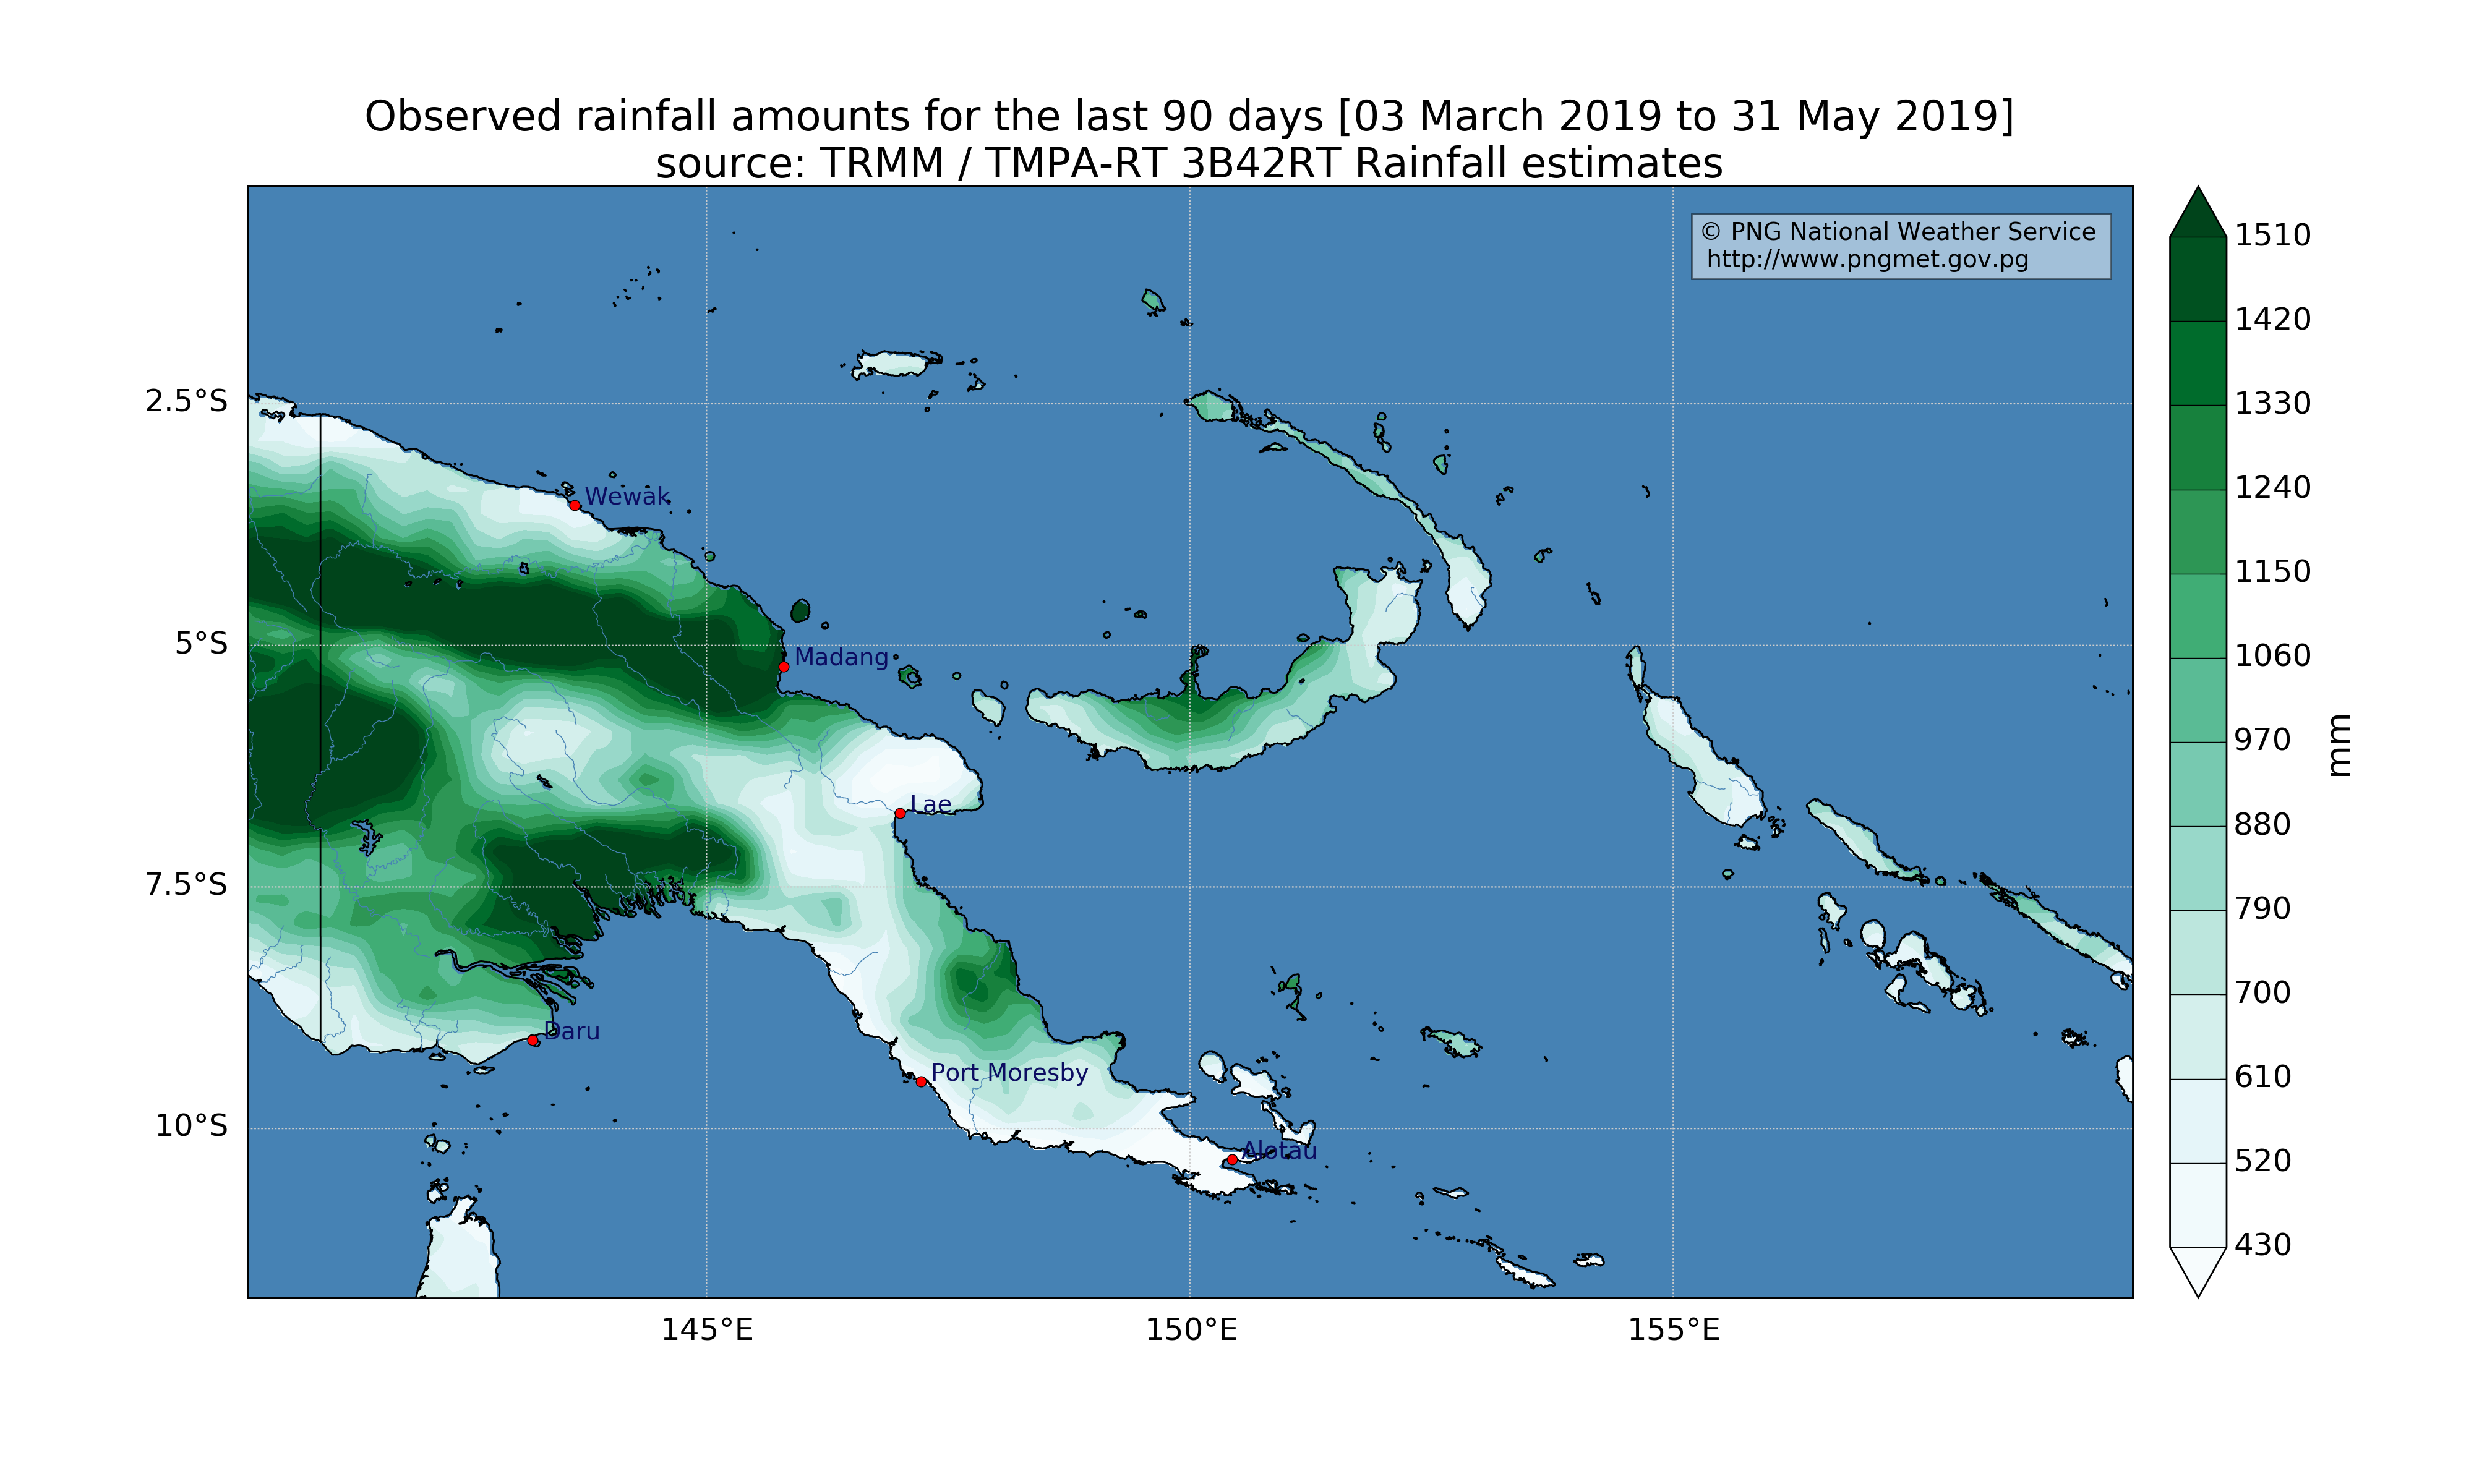 Observed rainfall amounts for the last 90 days [03 March 2019 to 31 May 2019]
source: TRMM / TMPA-RT 3B42RT Rainfall estimates
© PNG National Weather Service
http://www.pngmet.gov.pg
2.5°S
5°S
7.5°S
10°S
145°E
150°E
155°E
Wewak
Madang
Lae
Daru
Port Moresby
Alotau
1510
1420
1330
1240
1150
1060
970
880
790
700
610
520
430
mm